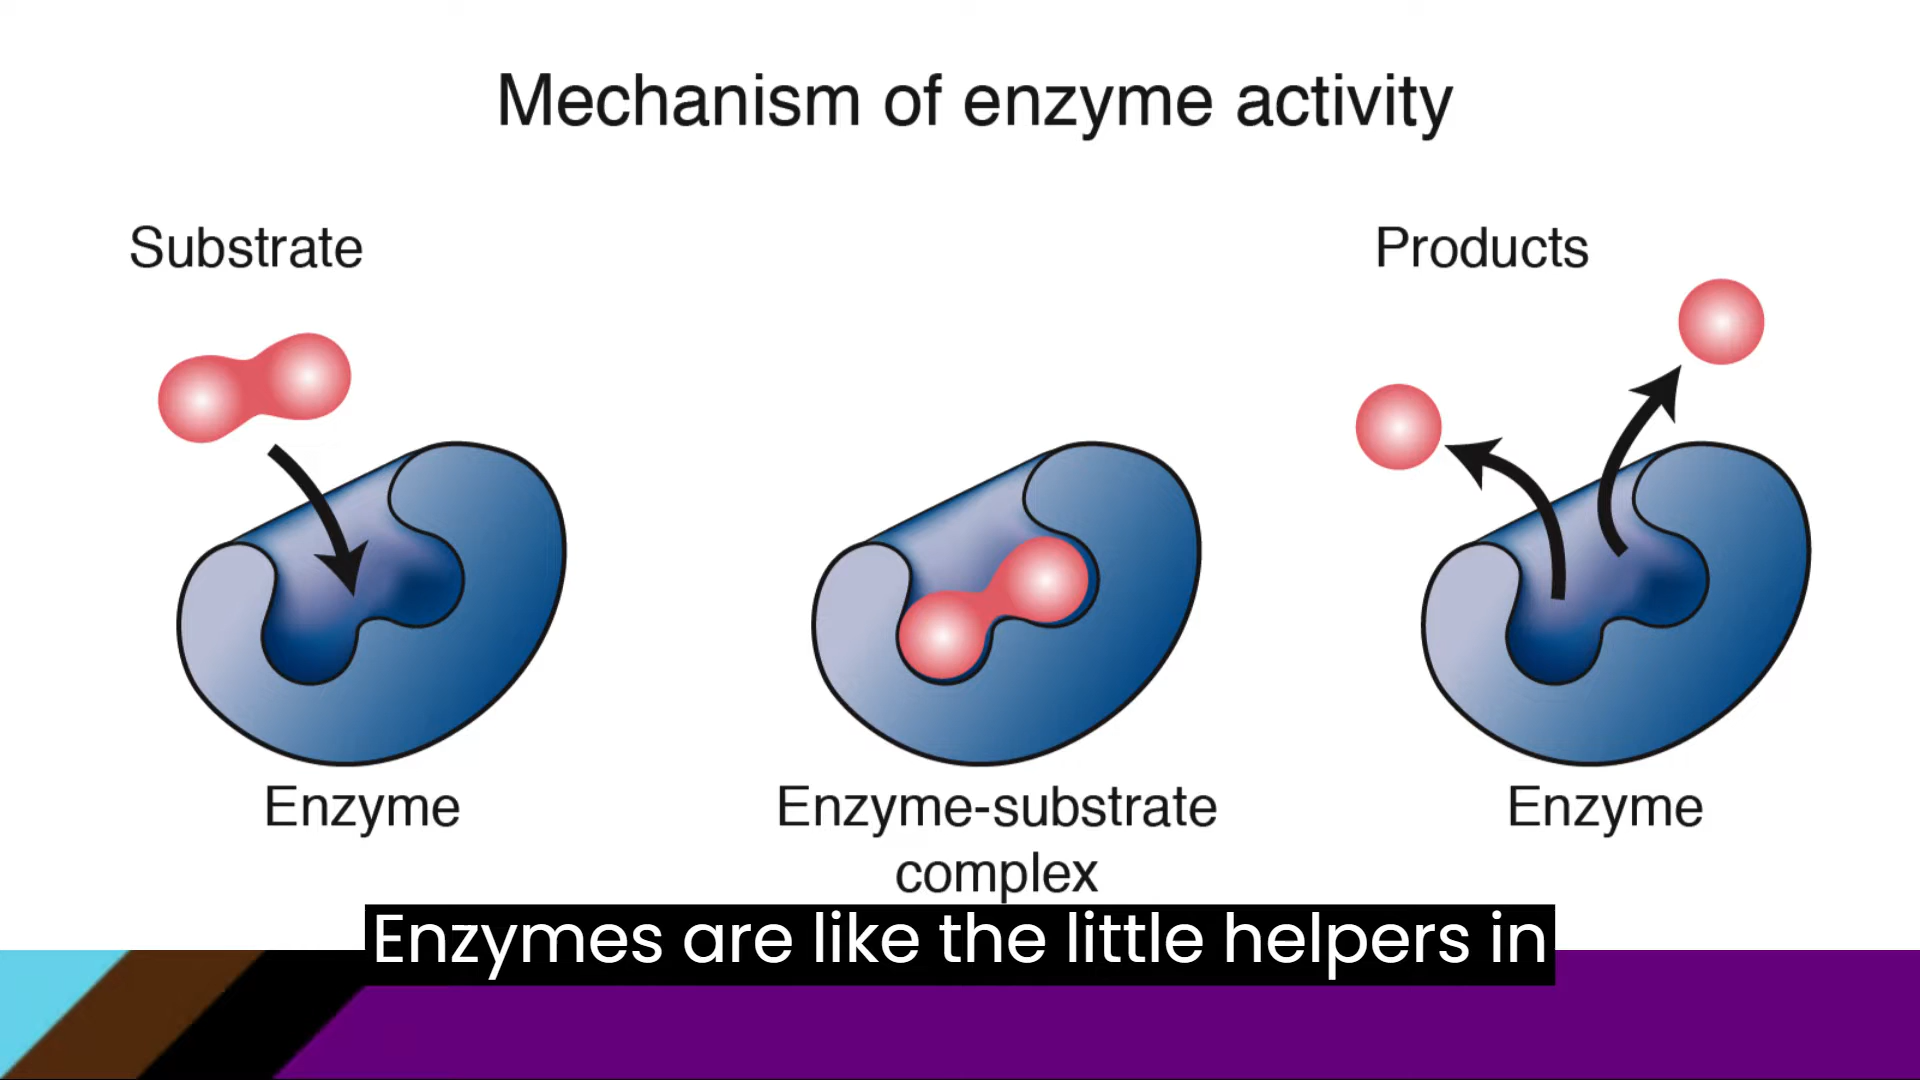 Mechanism of enzyme activity
Substrate
Products
Enzyme
Enzyme-substrate
complex
Enzyme
Enzymes are like the little helpers in